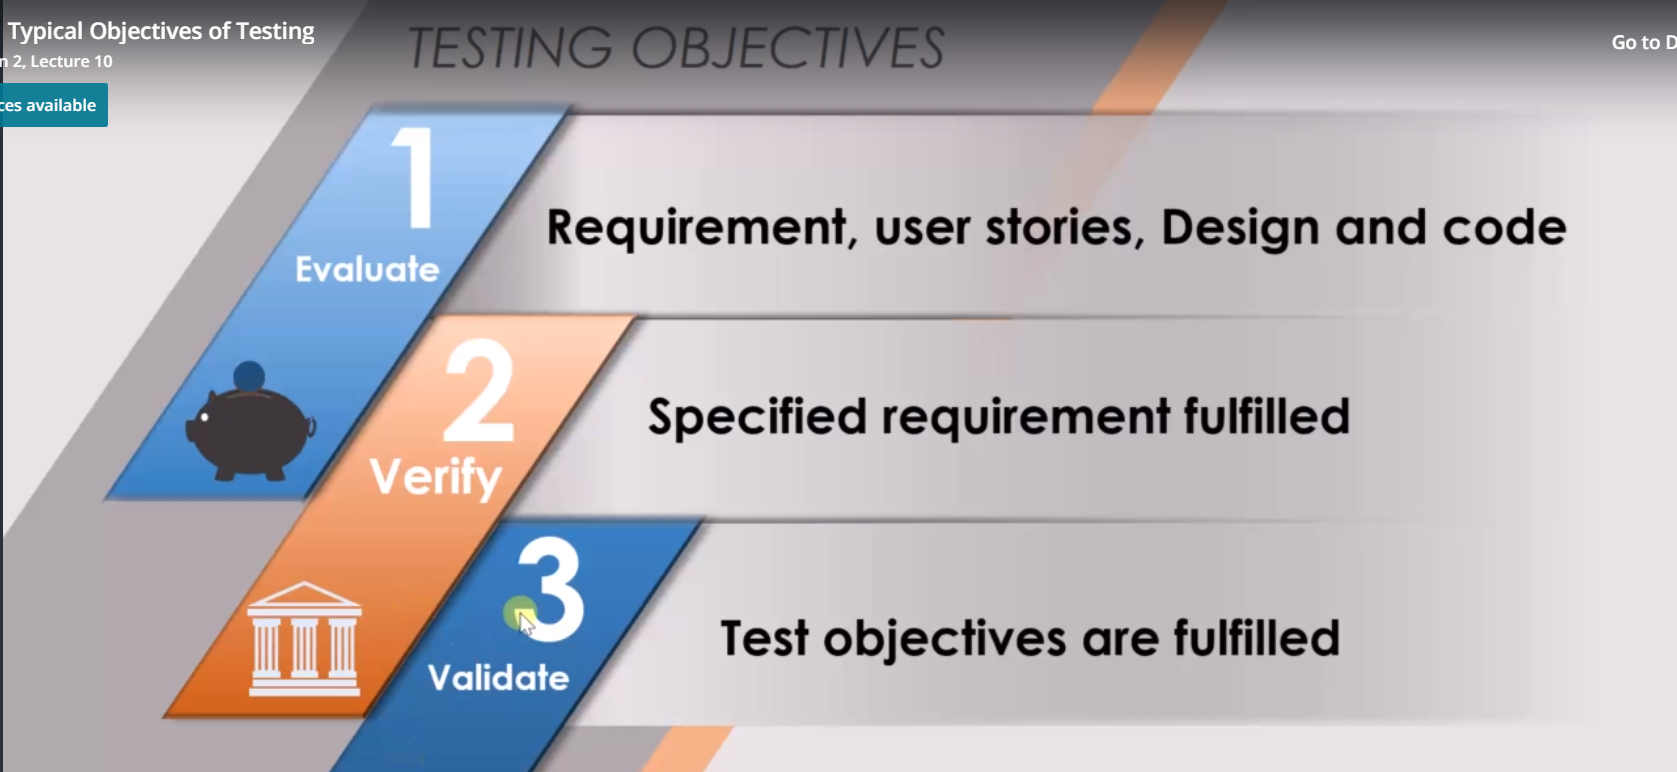 Typical Objectives of Testing
n 2, Lecture 10
ces available
Go to D
TESTING OBJECTIVES
1
Evaluate
Requirement, user stories, Design and code
2
Verify
Specified requirement fulfilled
3
Validate
Test objectives are fulfilled